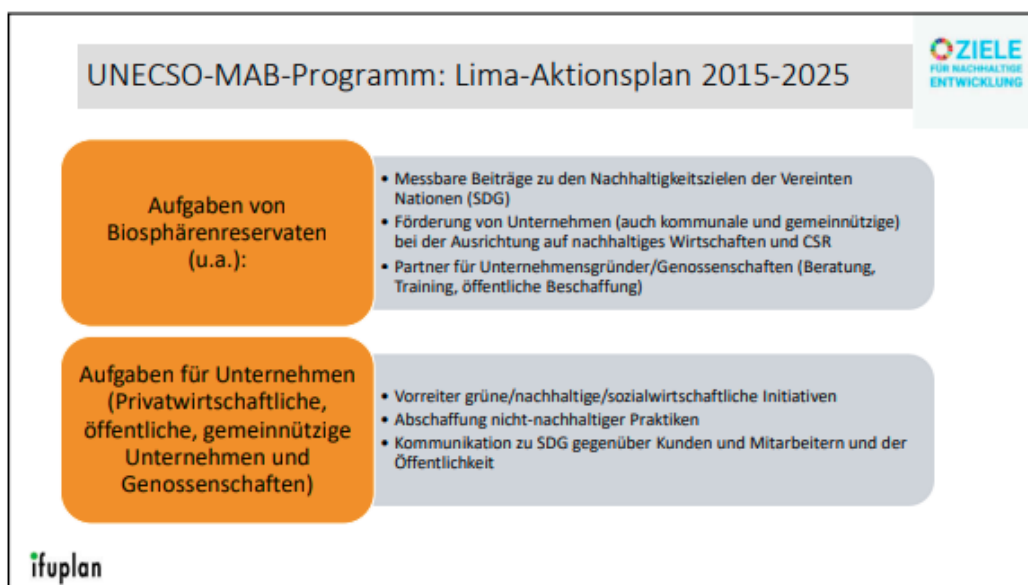 UNECSO-MAB-Programm: Lima-Aktionsplan 2015-2025
ZIELE
FÜR NACHHALTIGE
ENTWICKLUNG
Aufgaben von
Biosphärenreservaten
(u.a.):
• Messbare Beiträge zu den Nachhaltigkeitszielen der Vereinten
Nationen (SDG)
• Förderung von Unternehmen (auch kommunale und gemeinnützige)
bei der Ausrichtung auf nachhaltiges Wirtschaften und CSR
• Partner für Unternehmensgründer/Genossenschaften (Beratung,
Training, öffentliche Beschaffung)
Aufgaben für Unternehmen
(Privatwirtschaftliche,
öffentliche, gemeinnützige
Unternehmen und
Genossenschaften)
• Vorreiter grüne/nachhaltige/sozialwirtschaftliche Initiativen
• Abschaffung nicht-nachhaltiger Praktiken
• Kommunikation zu SDG gegenüber Kunden und Mitarbeitern und der
Öffentlichkeit
ifuplan